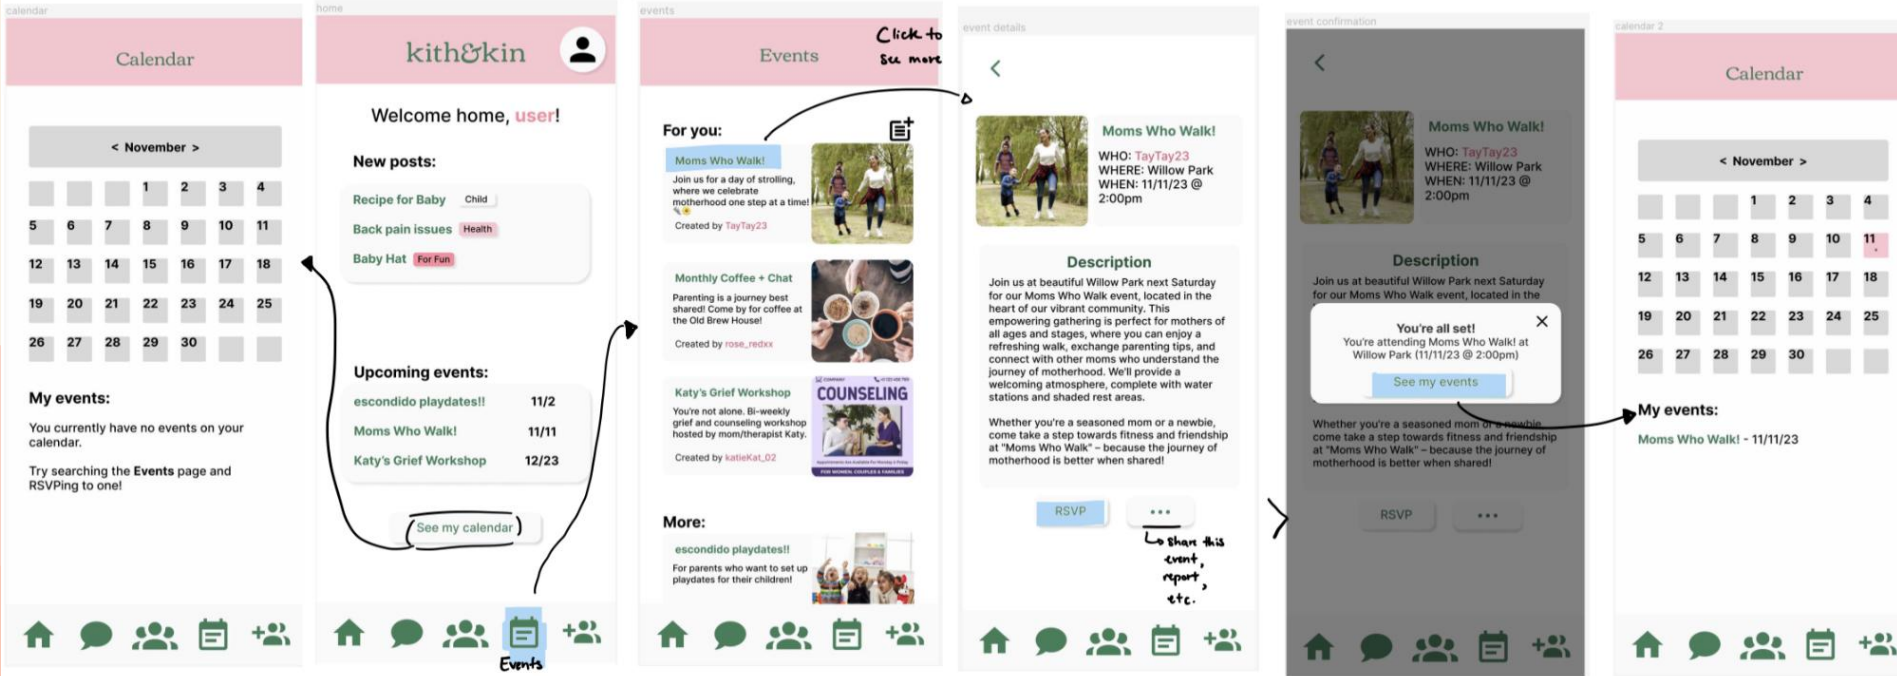 calendar
Calendar
< November >
1 2 3 4
5 6 7 8 9 10 11
12 13 14 15 16 17 18
19 20 21 22 23 24 25
26 27 28 29 30
My events:
You currently have no events on your
calendar.
Try searching the Events page and
RSVPing to one!
home
kith&kin
Welcome home, user!
New posts:
Recipe for Baby Child
Back pain issues Health
Baby Hat For Fun
Upcoming events:
escondido playdates!! 11/2
Moms Who Walk! 11/11
Katy's Grief Workshop 12/23
See my calendar
Events
events
Events
Click to
see more
For you:
Moms Who Walk!
Join us for a day of strolling,
where we celebrate
motherhood one step at a time!
Created by TayTay23
Monthly Coffee + Chat
Parenting is a journey best
shared! Come by for coffee at
the Old Brew House!
Created by rose_redxx
Katy's Grief Workshop
You're not alone. Bi-weekly
grief and counseling workshop
hosted by mom/therapist Katy.
Created by katieKat_02
COUNSELING
FOR WOMEN, COUPLES & FAMILIES
More:
escondido playdates!!
For parents who want to set up
playdates for their children!
event details
Moms Who Walk!
WHO: TayTay23
WHERE: Willow Park
WHEN: 11/11/23 @
2:00pm
Description
Join us at beautiful Willow Park next Saturday
for our Moms Who Walk event, located in the
heart of our vibrant community. This
empowering gathering is perfect for mothers of
all ages and stages, where you can enjoy a
refreshing walk, exchange parenting tips, and
connect with other moms who understand the
journey of motherhood. We'll provide a
welcoming atmosphere, complete with water
stations and shaded rest areas.
Whether you're a seasoned mom or a newbie,
come take a step towards fitness and friendship
at "Moms Who Walk" – because the journey of
motherhood is better when shared!
RSVP
share this
event,
report,
etc.
event confirmation
Moms Who Walk!
WHO: TayTay23
WHERE: Willow Park
WHEN: 11/11/23 @
2:00pm
Description
Join us at beautiful Willow Park next Saturday
for our Moms Who Walk event, located in the
You're all set!
You're attending Moms Who Walk! at
Willow Park (11/11/23 @ 2:00pm)
See my events
Whether you're a seasoned mom or a newbie,
come take a step towards fitness and friendship
at "Moms Who Walk" – because the journey of
motherhood is better when shared!
RSVP
calendar 2
Calendar
< November >
1 2 3 4
5 6 7 8 9 10 11
12 13 14 15 16 17 18
19 20 21 22 23 24 25
26 27 28 29 30
My events:
Moms Who Walk! - 11/11/23